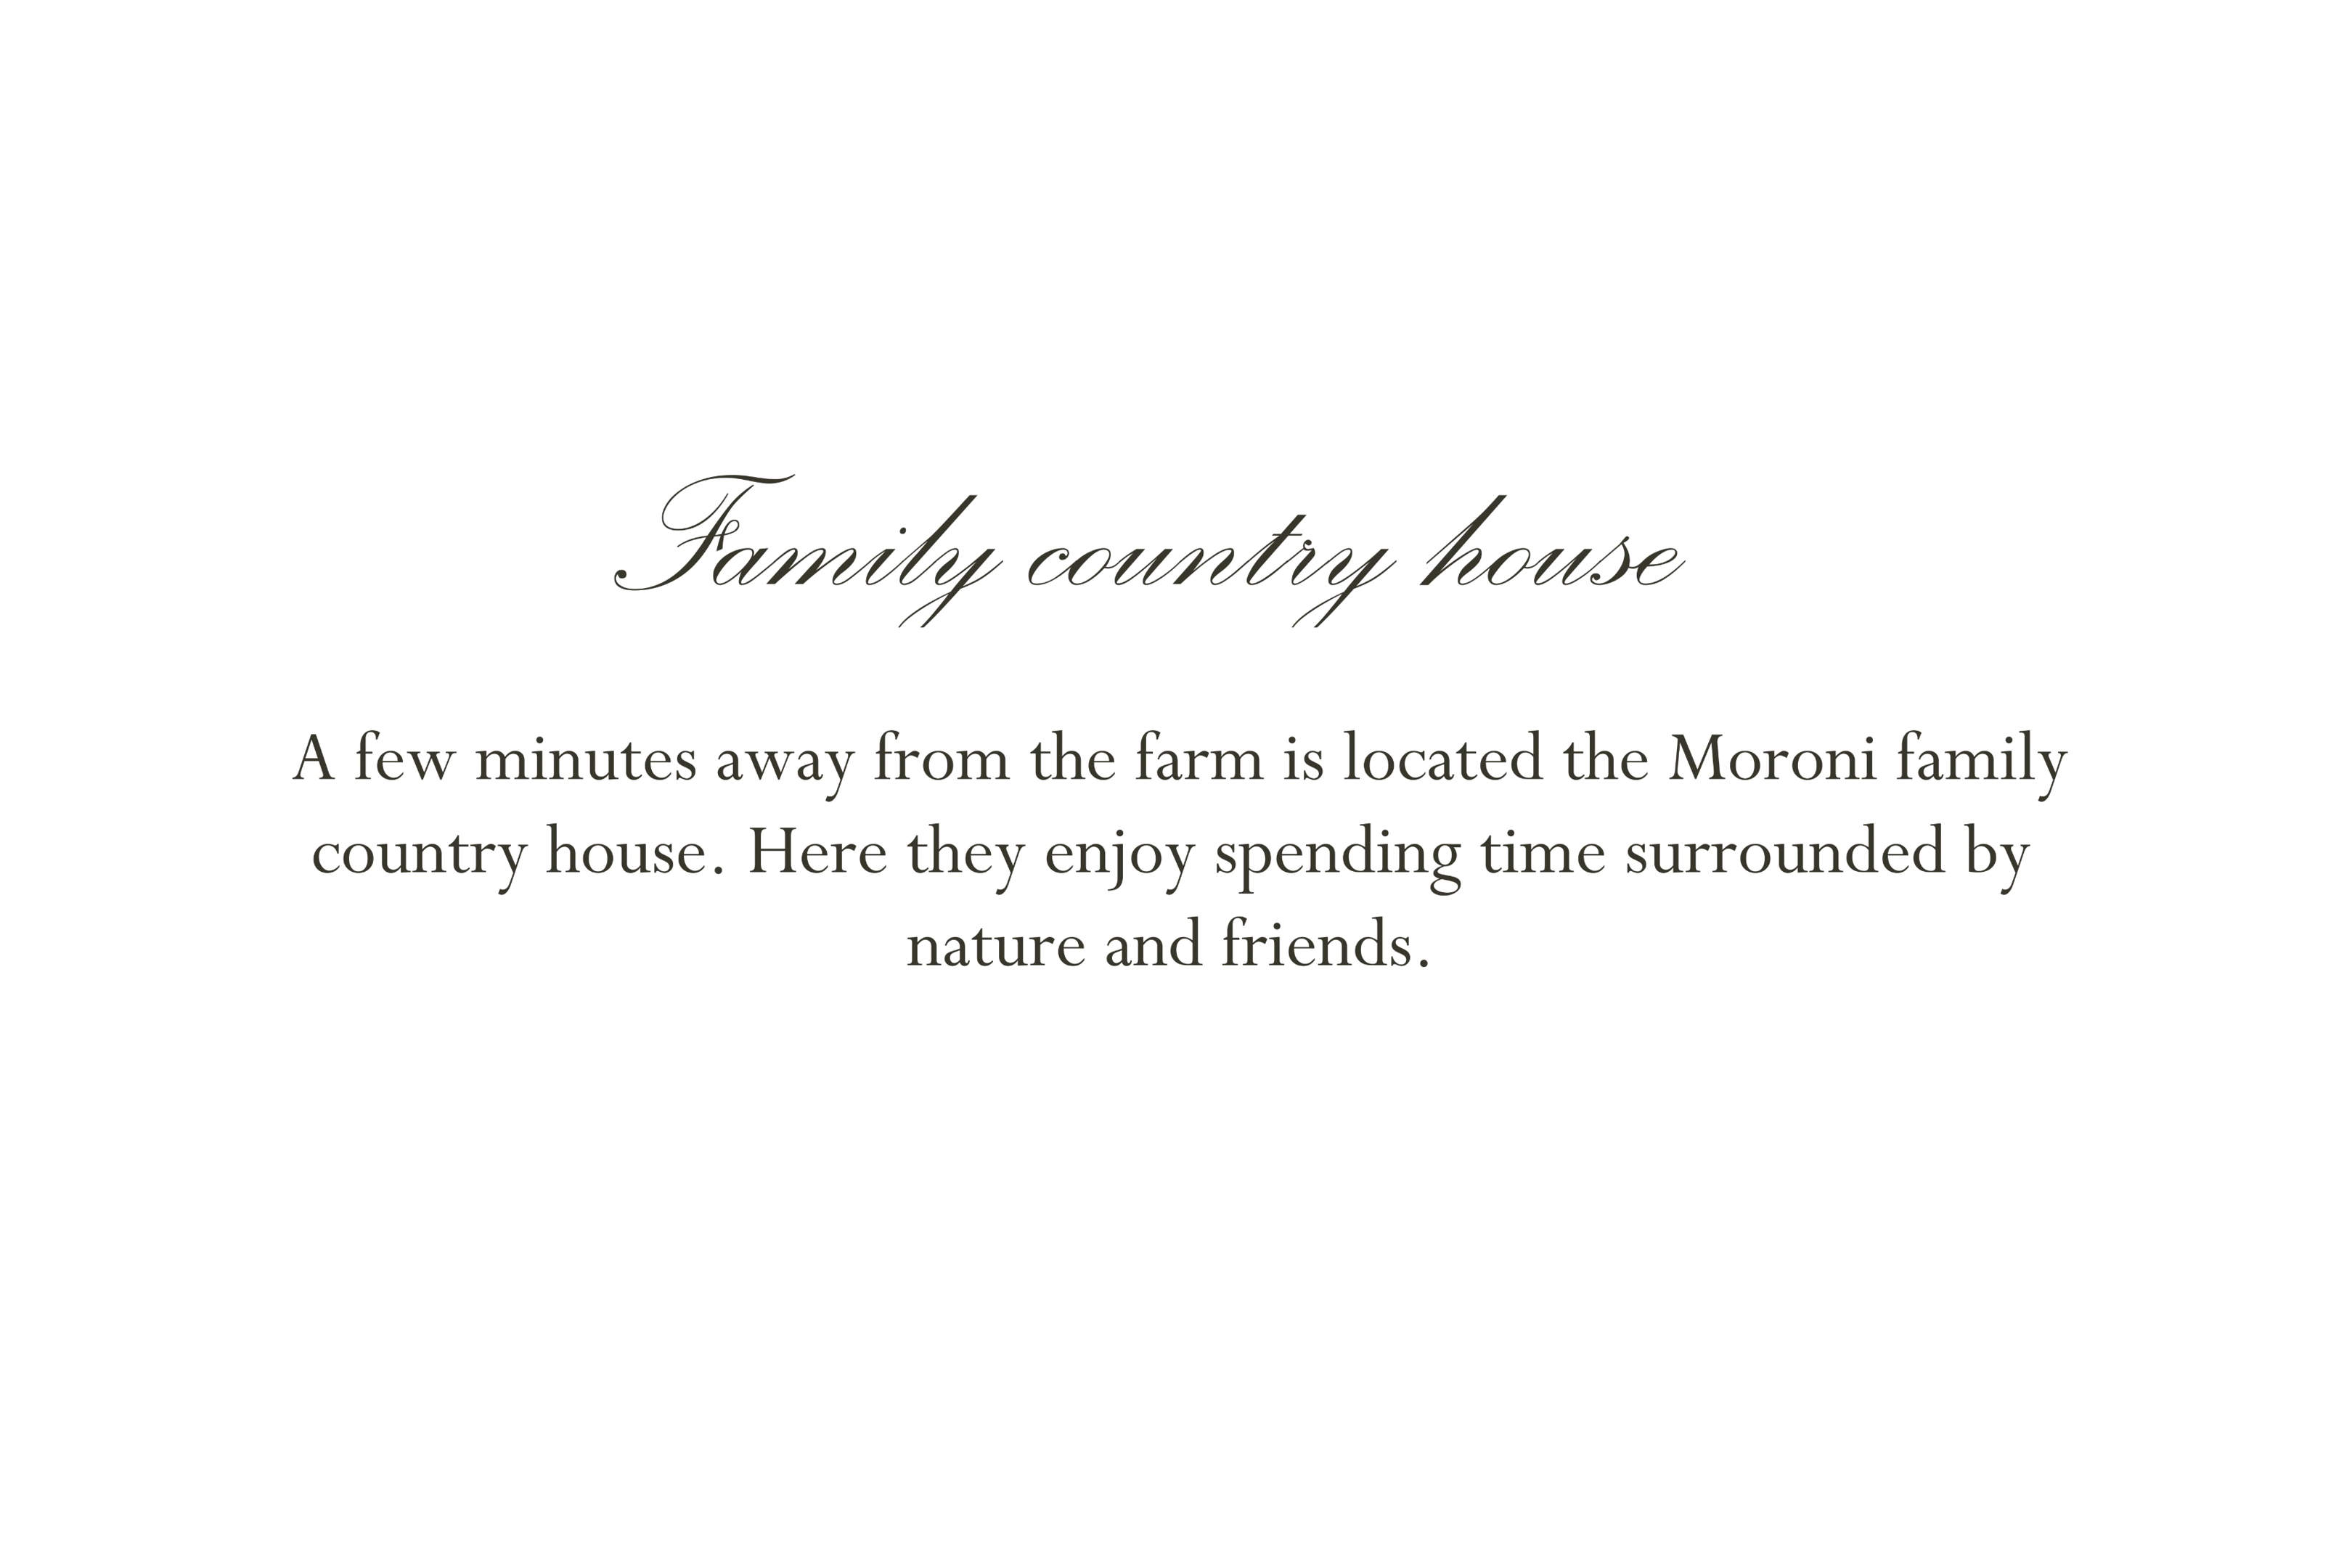 Family country house
A few minutes away from the farm is located the Moroni family
country house. Here they enjoy spending time surrounded by
nature and friends.